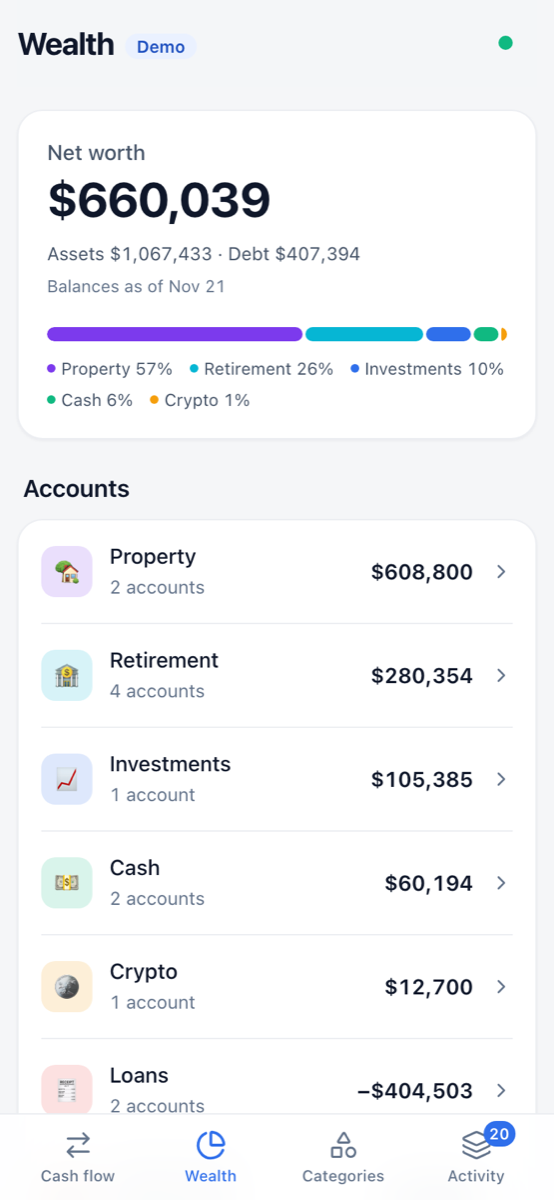 Wealth Demo
Net worth
$660,039
Assets $1,067,433 · Debt $407,394
Balances as of Nov 21
Property 57% Retirement 26% Investments 10%
Cash 6% Crypto 1%
Accounts
Property
2 accounts
$608,800
Retirement
4 accounts
$280,354
Investments
1 account
$105,385
Cash
2 accounts
$60,194
Crypto
1 account
$12,700
Loans
2 accounts
−$404,503
20
Cash flow Wealth Categories Activity